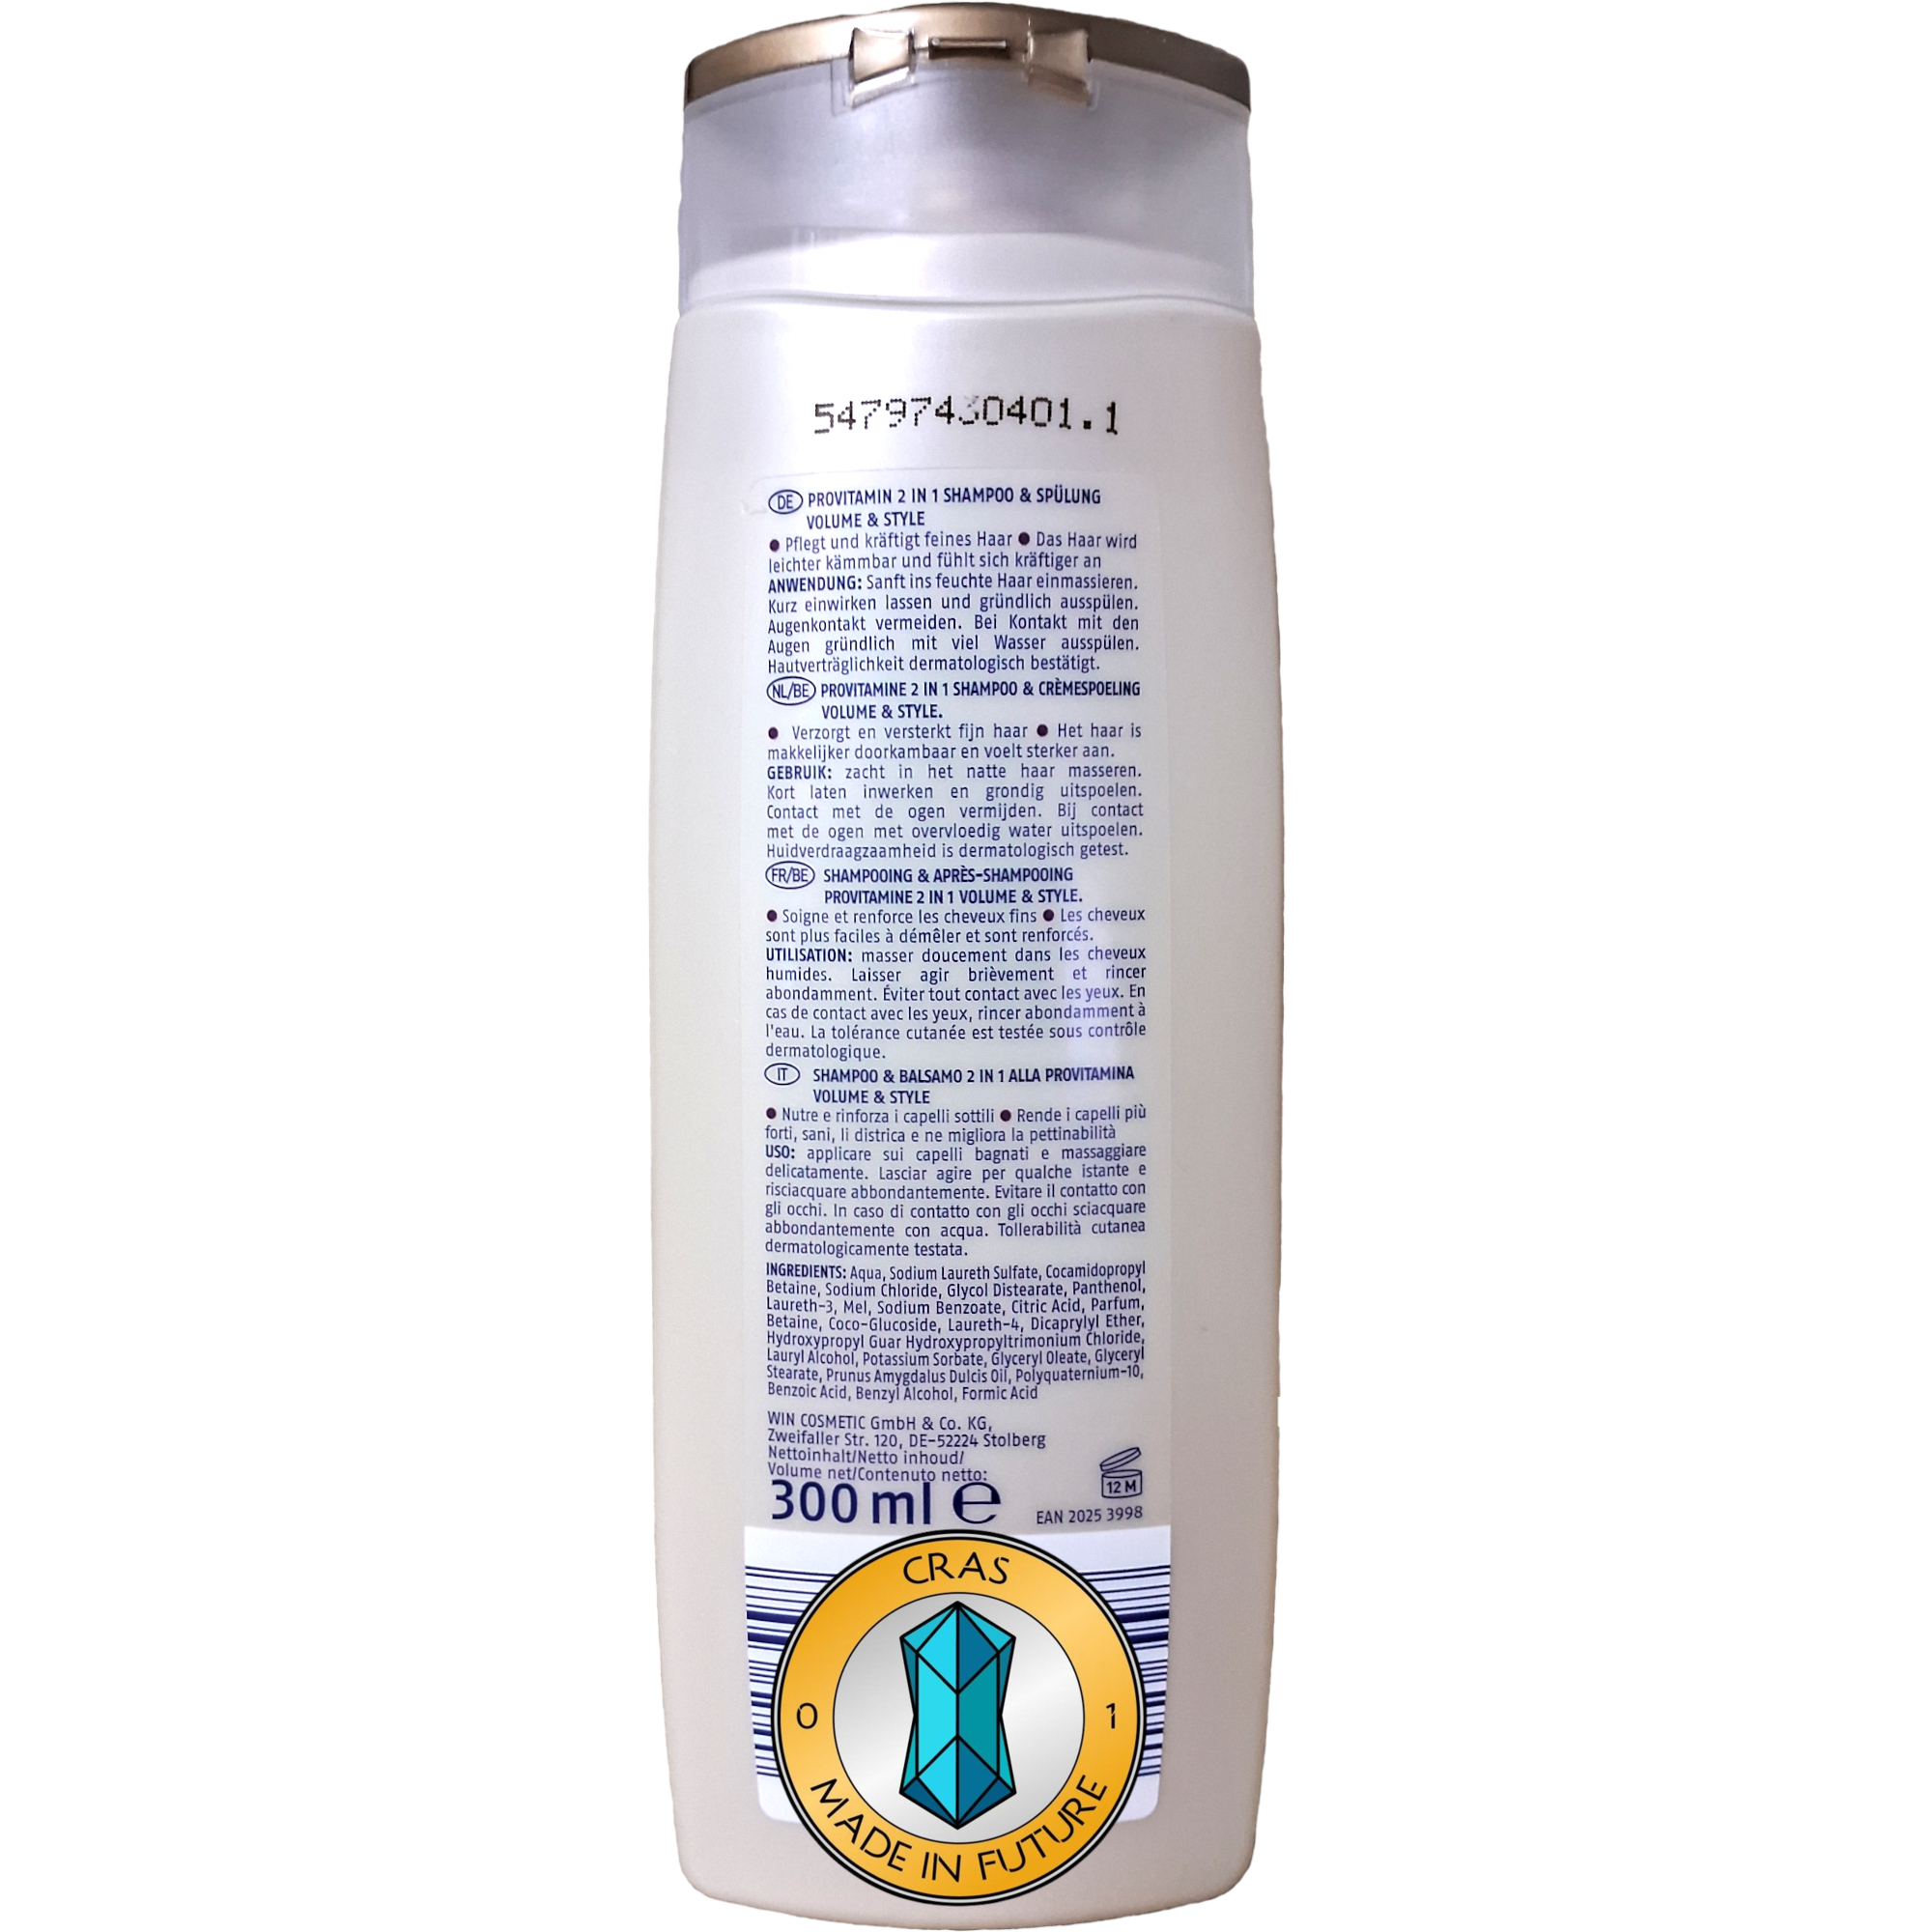 54797430401.1
DE PROVITAMIN 2 IN 1 SHAMPOO & SPÜLUNG
VOLUME & STYLE
● Pflegt und kräftigt feines Haar ● Das Haar wird
leichter kämmbar und fühlt sich kräftiger an
ANWENDUNG: Sanft ins feuchte Haar einmassieren.
Kurz einwirken lassen und gründlich ausspülen.
Augenkontakt vermeiden. Bei Kontakt mit den
Augen gründlich mit viel Wasser ausspülen.
Hautverträglichkeit dermatologisch bestätigt.
NL/BE PROVITAMINE 2 IN 1 SHAMPOO & CRÈMESPOELING
VOLUME & STYLE.
● Verzorgt en versterkt fijn haar ● Het haar is
makkelijker doorkambaar en voelt sterker aan.
GEBRUIK: zacht in het natte haar masseren.
Kort laten inwerken en grondig uitspoelen.
Contact met de ogen vermijden. Bij contact
met de ogen met overvloedig water uitspoelen.
Huidverdraagzaamheid is dermatologisch getest.
FR/BE SHAMPOOING & APRÈS-SHAMPOOING
PROVITAMINE 2 IN 1 VOLUME & STYLE.
● Soigne et renforce les cheveux fins ● Les cheveux
sont plus faciles à démêler et sont renforcés.
UTILISATION: masser doucement dans les cheveux
humides. Laisser agir brièvement et rincer
abondamment. Éviter tout contact avec les yeux. En
cas de contact avec les yeux, rincer abondamment à
l'eau. La tolérance cutanée est testée sous contrôle
dermatologique.
IT SHAMPOO & BALSAMO 2 IN 1 ALLA PROVITAMINA
VOLUME & STYLE
● Nutre e rinforza i capelli sottili ● Rende i capelli più
forti, sani, li districa e ne migliora la pettinabilità
USO: applicare sui capelli bagnati e massaggiare
delicatamente. Lasciar agire per qualche istante e
risciacquare abbondantemente. Evitare il contatto con
gli occhi. In caso di contatto con gli occhi sciacquare
abbondantemente con acqua. Tollerabilità cutanea
dermatologicamente testata.
INGREDIENTS: Aqua, Sodium Laureth Sulfate, Cocamidopropyl
Betaine, Sodium Chloride, Glycol Distearate, Panthenol,
Laureth-3, Mel, Sodium Benzoate, Citric Acid, Parfum,
Betaine, Coco-Glucoside, Laureth-4, Dicaprylyl Ether,
Hydroxypropyl Guar Hydroxypropyltrimonium Chloride,
Lauryl Alcohol, Potassium Sorbate, Glyceryl Oleate, Glyceryl
Stearate, Prunus Amygdalus Dulcis Oil, Polyquaternium-10,
Benzoic Acid, Benzyl Alcohol, Formic Acid
WIN COSMETIC GmbH & Co. KG,
Zweifaller Str. 120, DE-52224 Stolberg
Nettoinhalt/Netto inhoud/
Volume net/Contenuto netto:
300 ml e
12 M
EAN 2025 3998
CRAS
0 1
MADE IN FUTURE